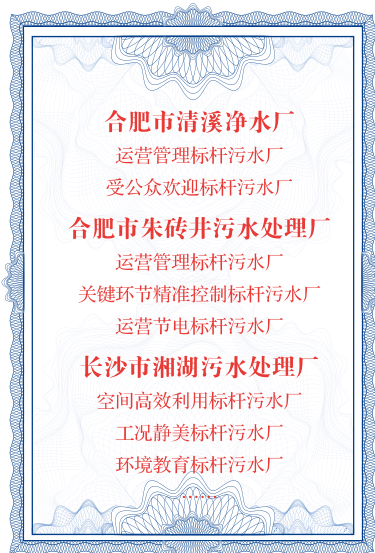 合肥市清溪净水厂
运营管理标杆污水厂
受公众欢迎标杆污水厂
合肥市朱砖井污水处理厂
运营管理标杆污水厂
关键环节精准控制标杆污水厂
运营节电标杆污水厂
长沙市湘湖污水处理厂
空间高效利用标杆污水厂
工况静美标杆污水厂
环境教育标杆污水厂
......